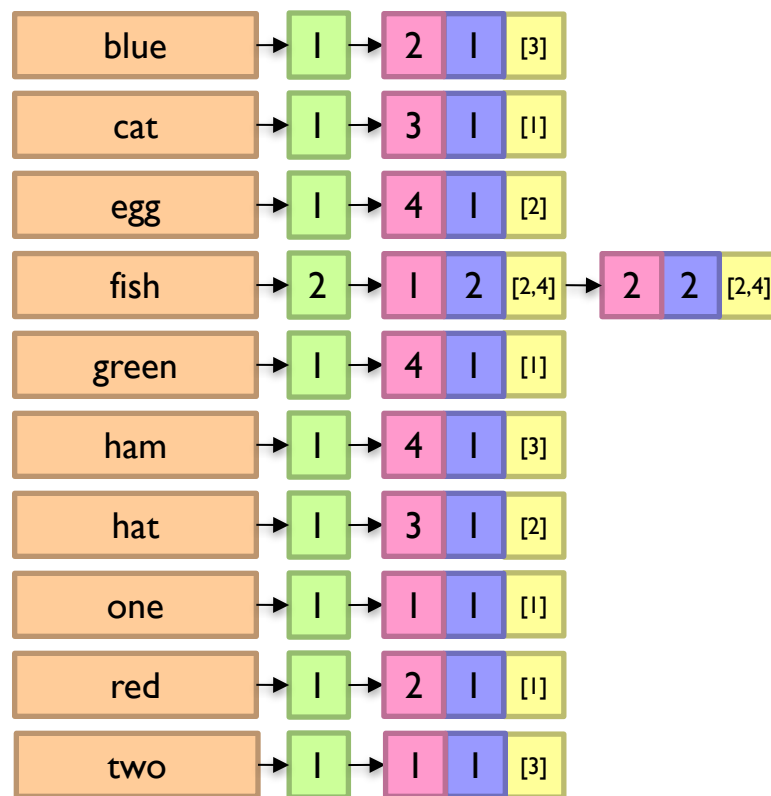 blue 1 2 1 [3]
cat 1 3 1 [1]
egg 1 4 1 [2]
fish 2 1 2 [2,4] 2 2 [2,4]
green 1 4 1 [1]
ham 1 4 1 [3]
hat 1 3 1 [2]
one 1 1 1 [1]
red 1 2 1 [1]
two 1 1 1 [3]